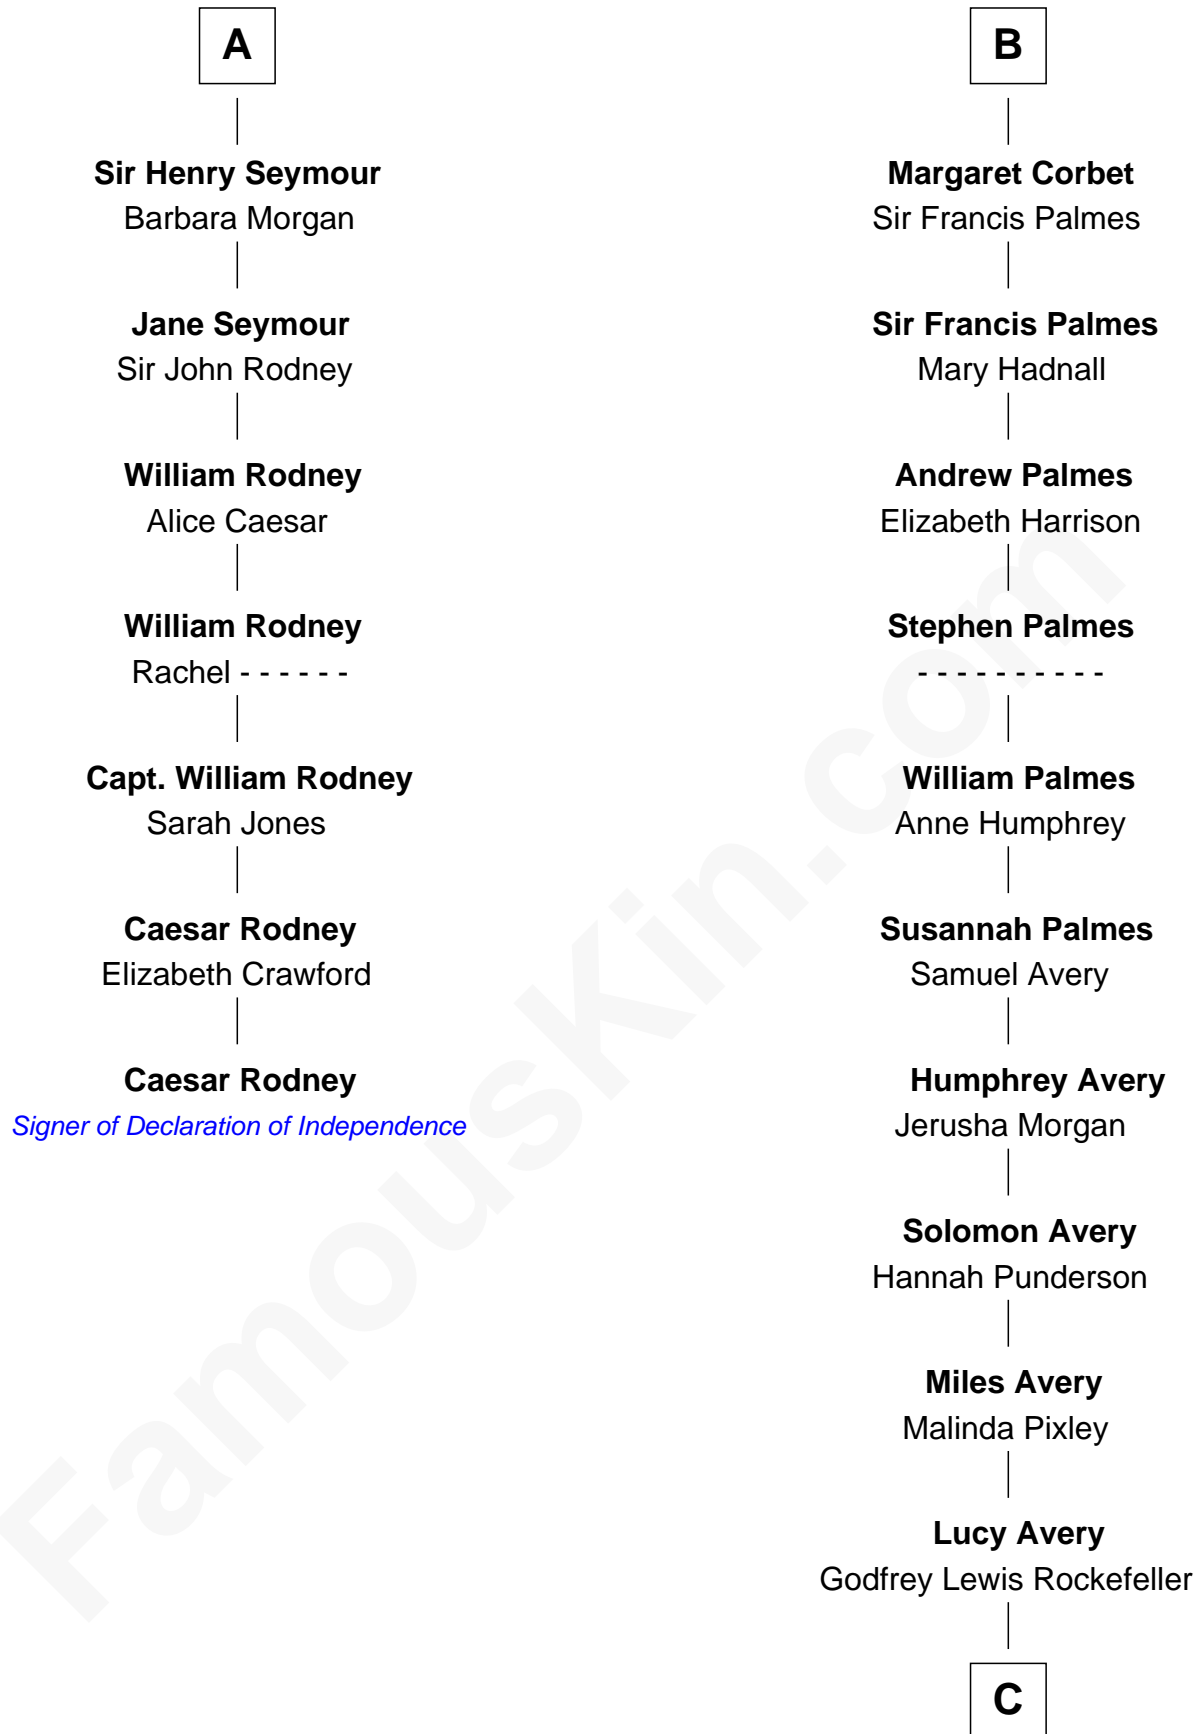 A
Sir Henry Seymour
Barbara Morgan
Jane Seymour
Sir John Rodney
William Rodney
Alice Caesar
William Rodney
Rachel - - - - - -
Capt. William Rodney
Sarah Jones
Caesar Rodney
Elizabeth Crawford
Caesar Rodney
Signer of Declaration of Independence
B
Margaret Corbet
Sir Francis Palmes
Sir Francis Palmes
Mary Hadnall
Andrew Palmes
Elizabeth Harrison
Stephen Palmes
- - - - - - - - - -
William Palmes
Anne Humphrey
Susannah Palmes
Samuel Avery
Humphrey Avery
Jerusha Morgan
Solomon Avery
Hannah Punderson
Miles Avery
Malinda Pixley
Lucy Avery
Godfrey Lewis Rockefeller
C
FamousKin.com